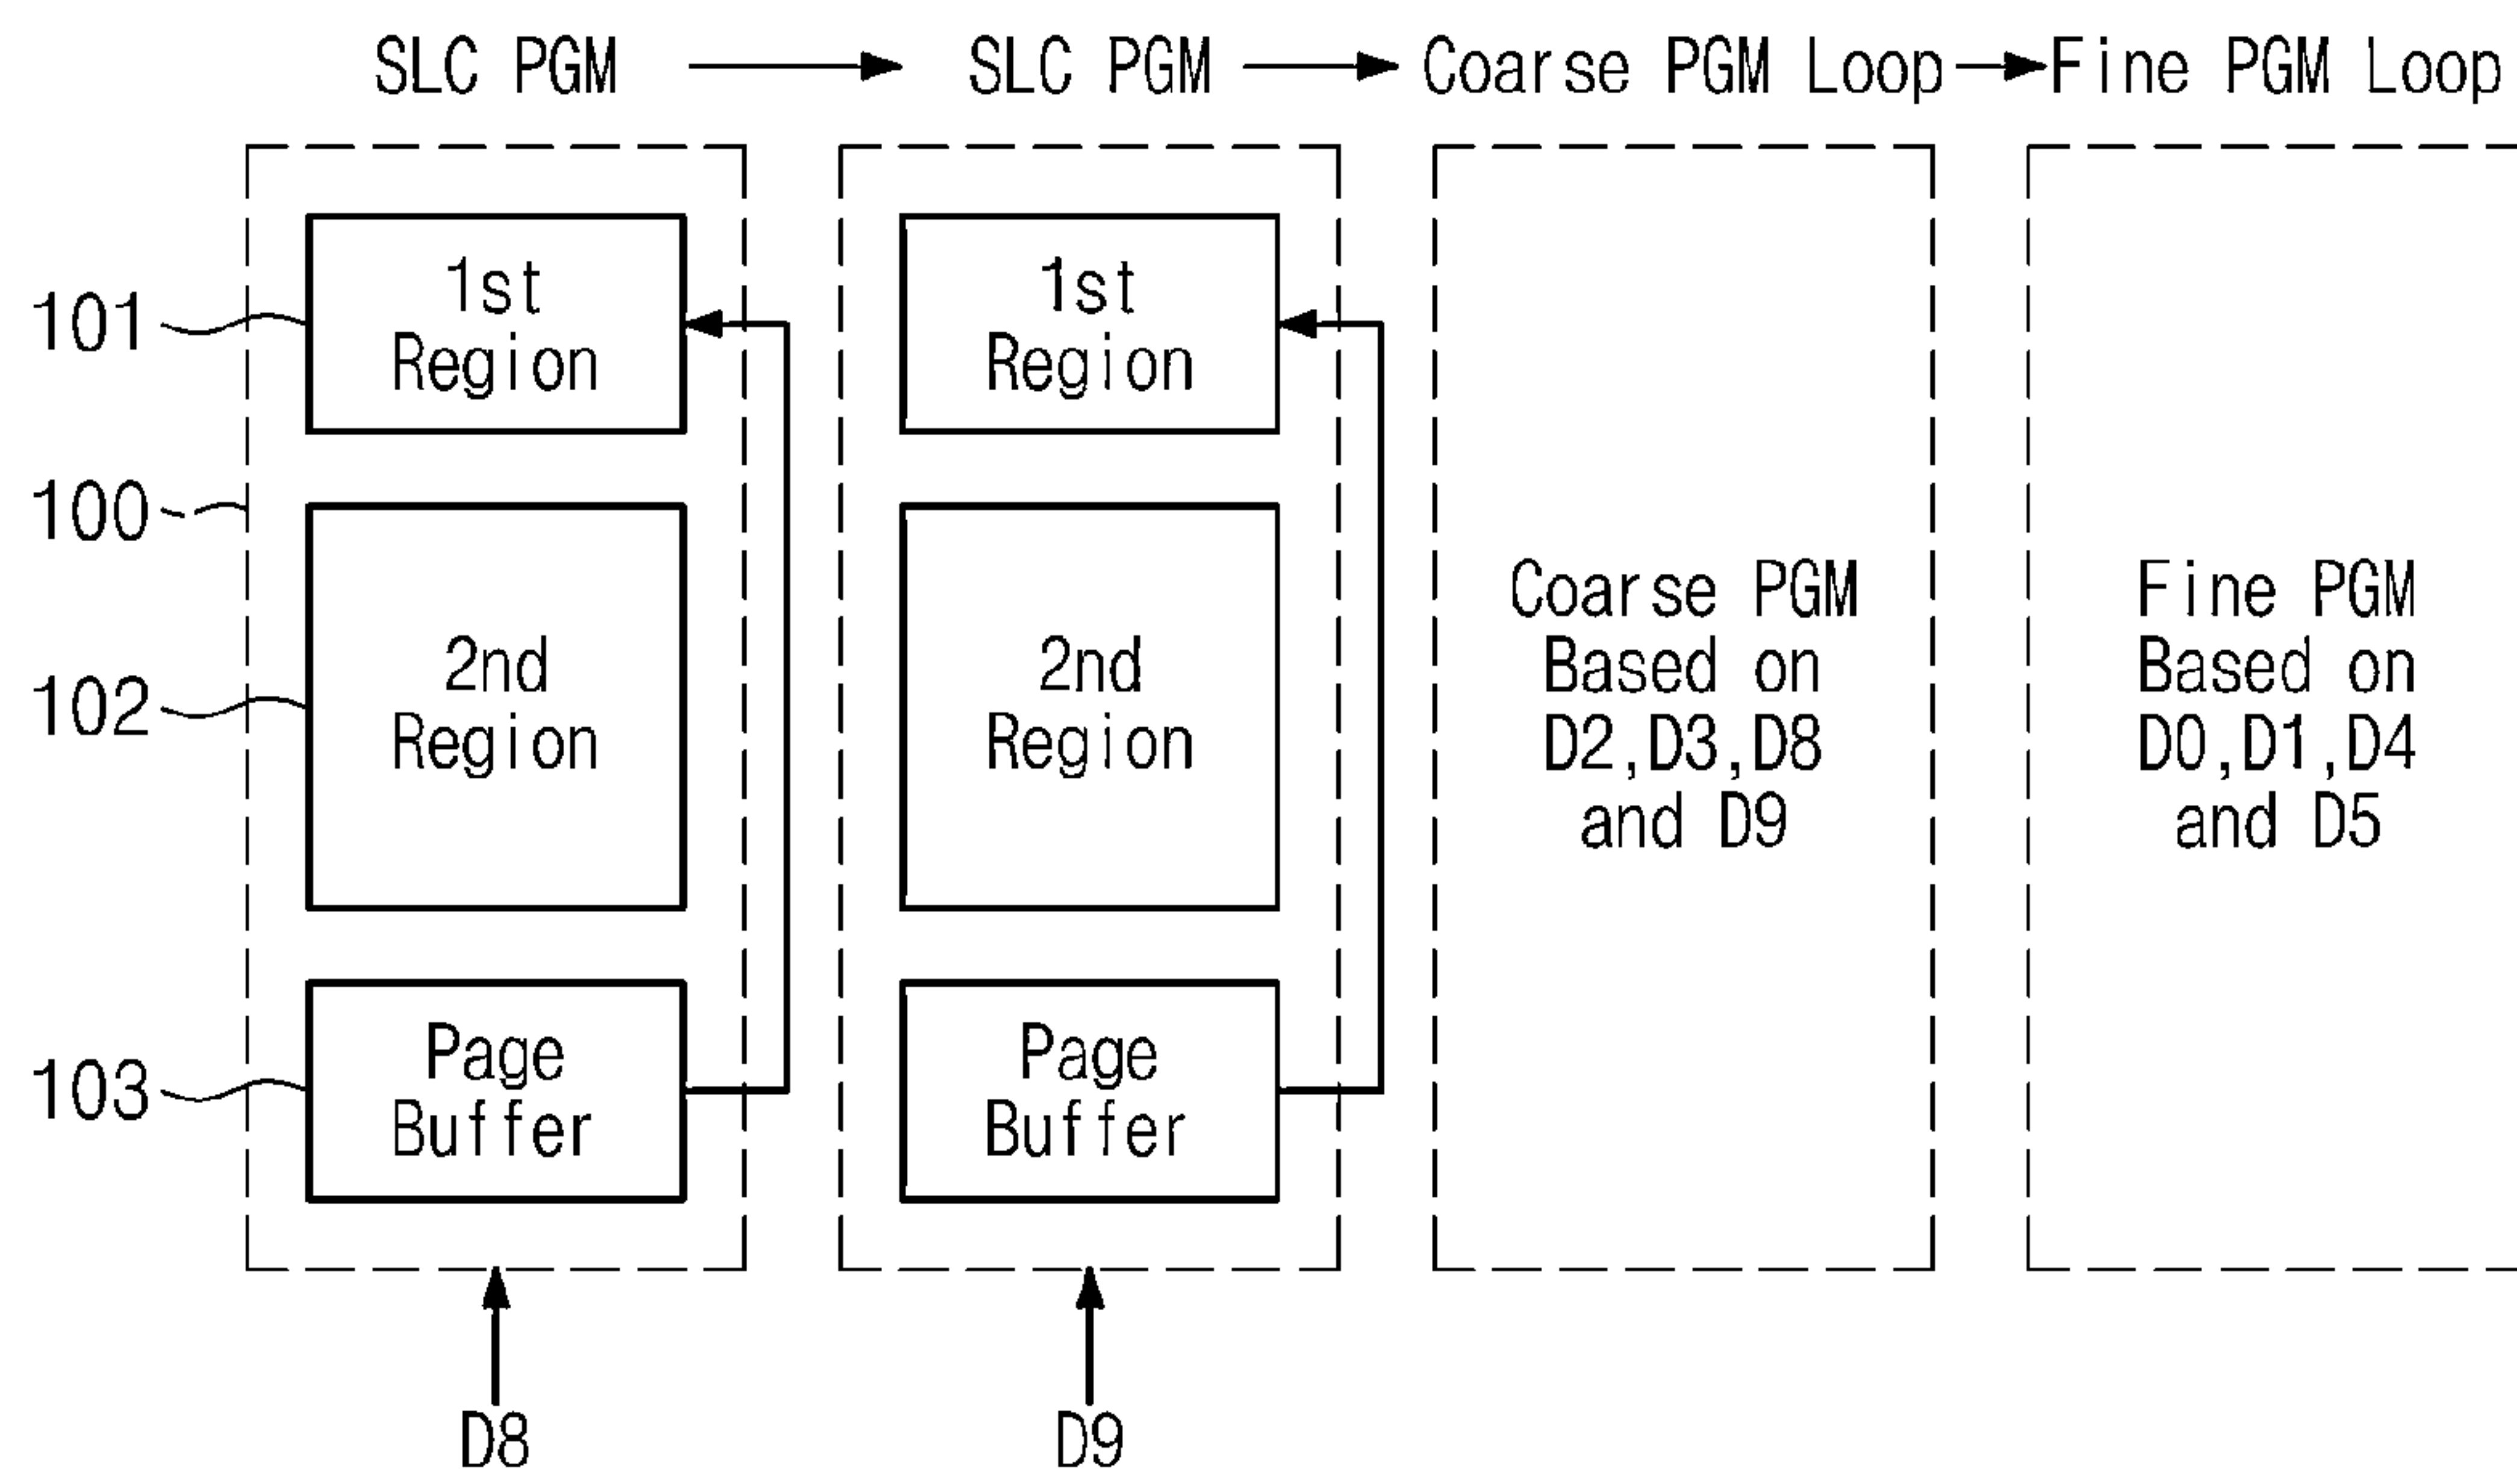 SLC PGM
SLC PGM
Coarse PGM Loop
Fine PGM Loop
101
1st
Region
100
102
2nd
Region
103
Page
Buffer
D8
1st
Region
2nd
Region
Page
Buffer
D9
Coarse PGM
Based on
D2,D3,D8
and D9
Fine PGM
Based on
D0,D1,D4
and D5